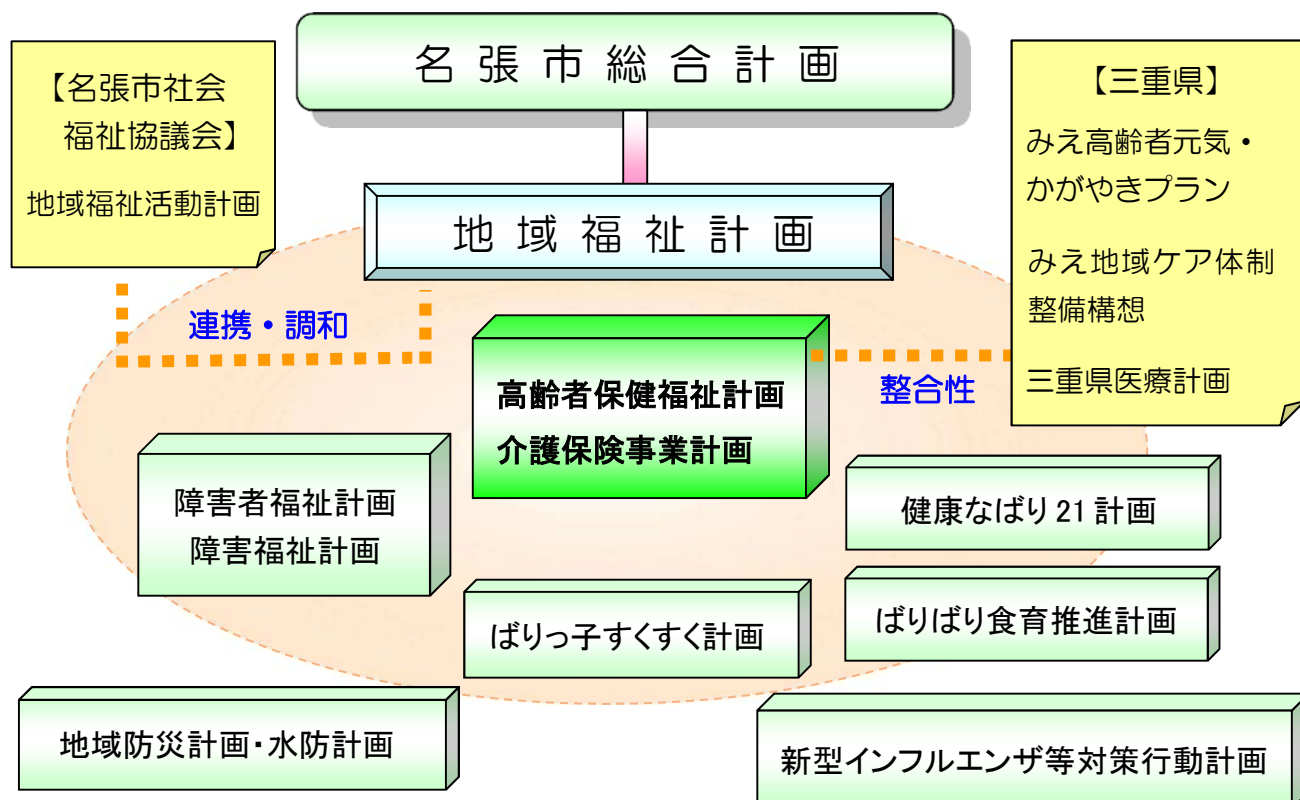 名張市総合計画
【名張市社会
福祉協議会】
地域福祉活動計画
【三重県】
みえ高齢者元気・
かがやきプラン
みえ地域ケア体制
整備構想
三重県医療計画
地域福祉計画
連携・調和
整合性
高齢者保健福祉計画
介護保険事業計画
障害者福祉計画
障害福祉計画
健康なばり21計画
ばりっ子すくすく計画
ばりばり食育推進計画
地域防災計画・水防計画
新型インフルエンザ等対策行動計画